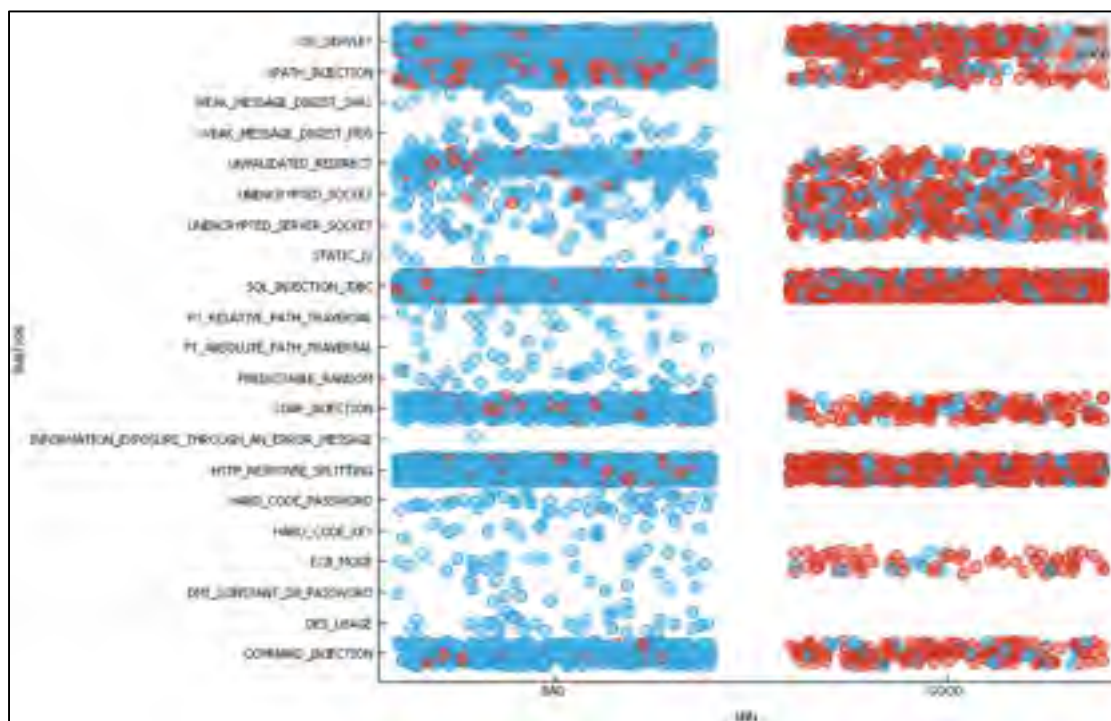 XSS_SERVLET
XPATH_INJECTION
WEAK_MESSAGE_DIGEST_SHA1
WEAK_MESSAGE_DIGEST_MD5
UNVALIDATED_REDIRECT
UNENCRYPTED_SOCKET
UNENCRYPTED_SERVER_SOCKET
STATIC_IV
SQL_INJECTION_JDBC
PT_RELATIVE_PATH_TRAVERSAL
PT_ABSOLUTE_PATH_TRAVERSAL
PREDICTABLE_RANDOM
LDAP_INJECTION
INFORMATION_EXPOSURE_THROUGH_AN_ERROR_MESSAGE
HTTP_RESPONSE_SPLITTING
HARD_CODE_PASSWORD
HARD_CODE_KEY
ECB_MODE
DMI_CONSTANT_DB_PASSWORD
DES_USAGE
COMMAND_INJECTION
BAD
GOOD